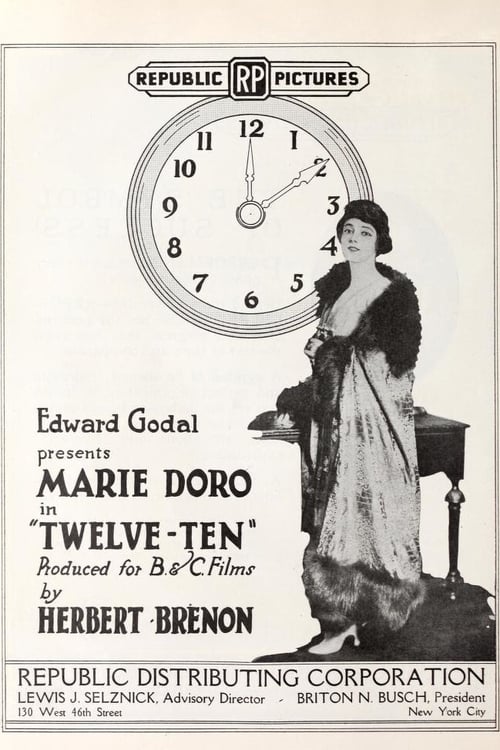 REPUBLIC RP PICTURES
12
11 1
10 2
9 3
8 4
7 5
6
Edward Godal
presents
MARIE DORO
in
"TWELVE-TEN"
Produced for B. & C. Films
by
HERBERT BRENON
REPUBLIC DISTRIBUTING CORPORATION
LEWIS J. SELZNICK, Advisory Director - BRITON N. BUSCH, President
130 West 46th Street New York City